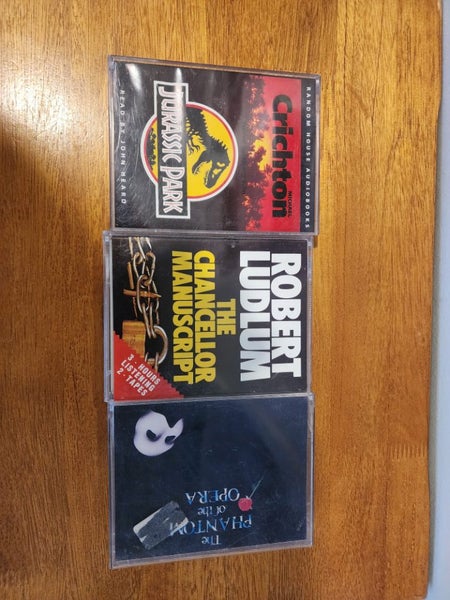 RANDOM HOUSE AUDIOBOOKS
MICHAEL
Crichton
JURASSIC PARK
READ BY JOHN HEARD
ROBERT
LUDLUM
THE
CHANCELLOR
MANUSCRIPT
3 - HOURS
LISTENING
2 - TAPES
The
PHANTOM
of the
OPERA